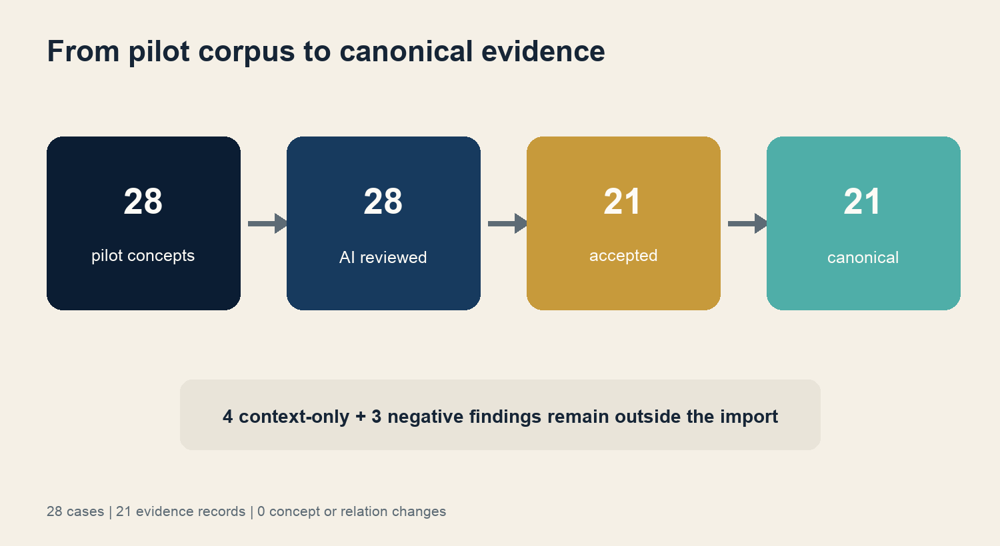 From pilot corpus to canonical evidence
28
pilot concepts
28
AI reviewed
21
accepted
21
canonical
4 context-only + 3 negative findings remain outside the import
28 cases | 21 evidence records | 0 concept or relation changes